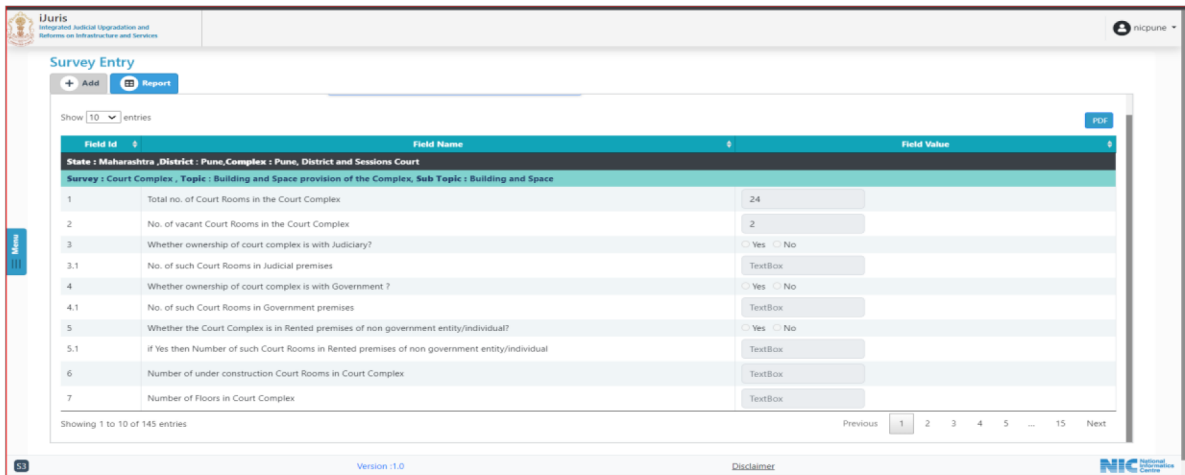 iJuris
Integrated Judicial Upgradation and
Reforms on Infrastructure and Services
nicpune
Survey Entry
+ Add
Report
Show 10 entries
PDF
Field Id Field Name Field Value
State : Maharashtra ,District : Pune,Complex : Pune, District and Sessions Court
Survey : Court Complex , Topic : Building and Space provision of the Complex, Sub Topic : Building and Space
1 Total no. of Court Rooms in the Court Complex 24
2 No. of vacant Court Rooms in the Court Complex 2
3 Whether ownership of court complex is with Judiciary? Yes No
3.1 No. of such Court Rooms in Judicial premises TextBox
4 Whether ownership of court complex is with Government ? Yes No
4.1 No. of such Court Rooms in Government premises TextBox
5 Whether the Court Complex is in Rented premises of non government entity/individual? Yes No
5.1 if Yes then Number of such Court Rooms in Rented premises of non government entity/individual TextBox
6 Number of under construction Court Rooms in Court Complex TextBox
7 Number of Floors in Court Complex TextBox
Showing 1 to 10 of 145 entries Previous 1 2 3 4 5 ... 15 Next
Menu
S3 Version :1.0 Disclaimer NIC National Informatics Centre